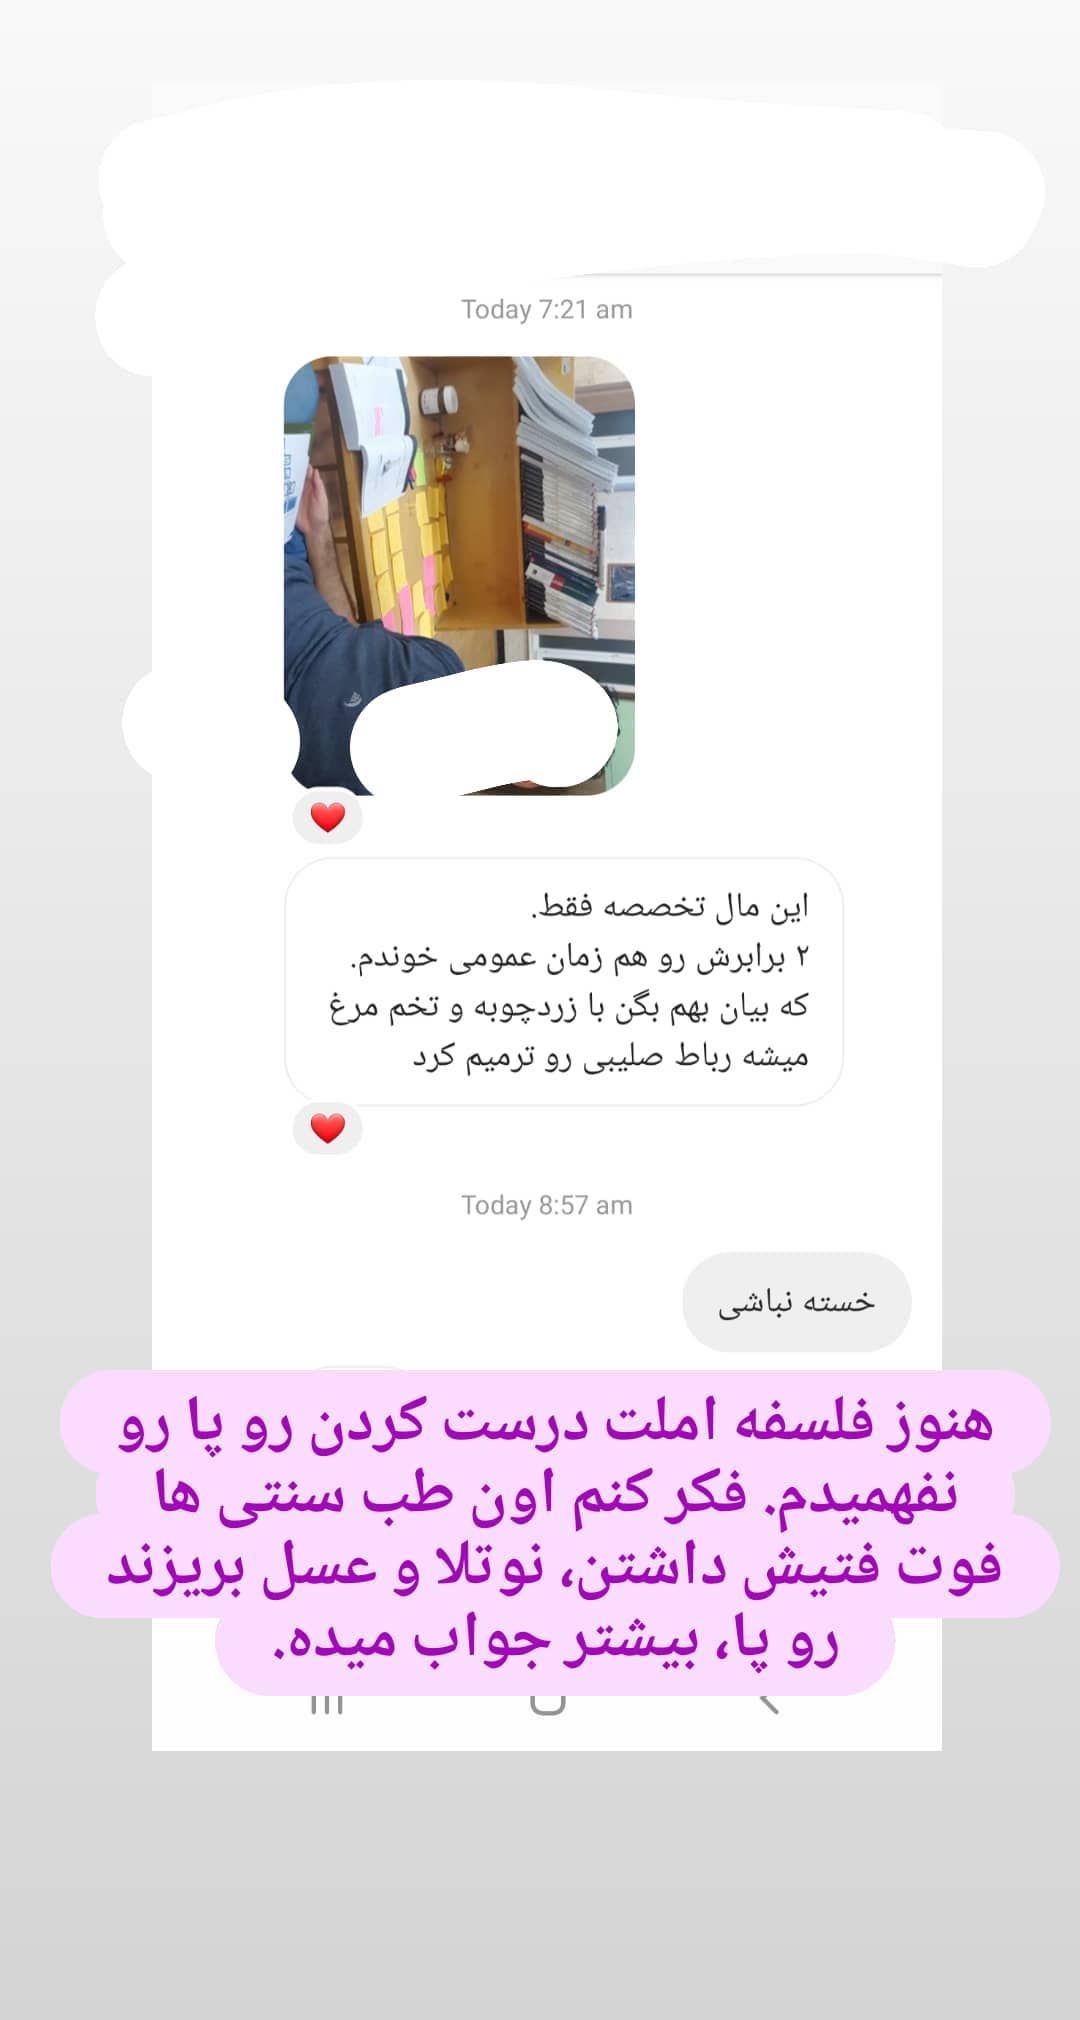 Today 7:21 am
این مال تخصصه فقط.
۲ برابرش رو هم زمان عمومی خوندم.
که بیان بهم بگن با زردچوبه و تخم مرغ
میشه رباط صلیبی رو ترمیم کرد
Today 8:57 am
خسته نباشی
هنوز فلسفه املت درست کردن رو پا رو
نفهمیدم. فکر کنم اون طب سنتی ها
فوت فتیش داشتن، نوتلا و عسل بریزند
رو پا، بیشتر جواب میده.